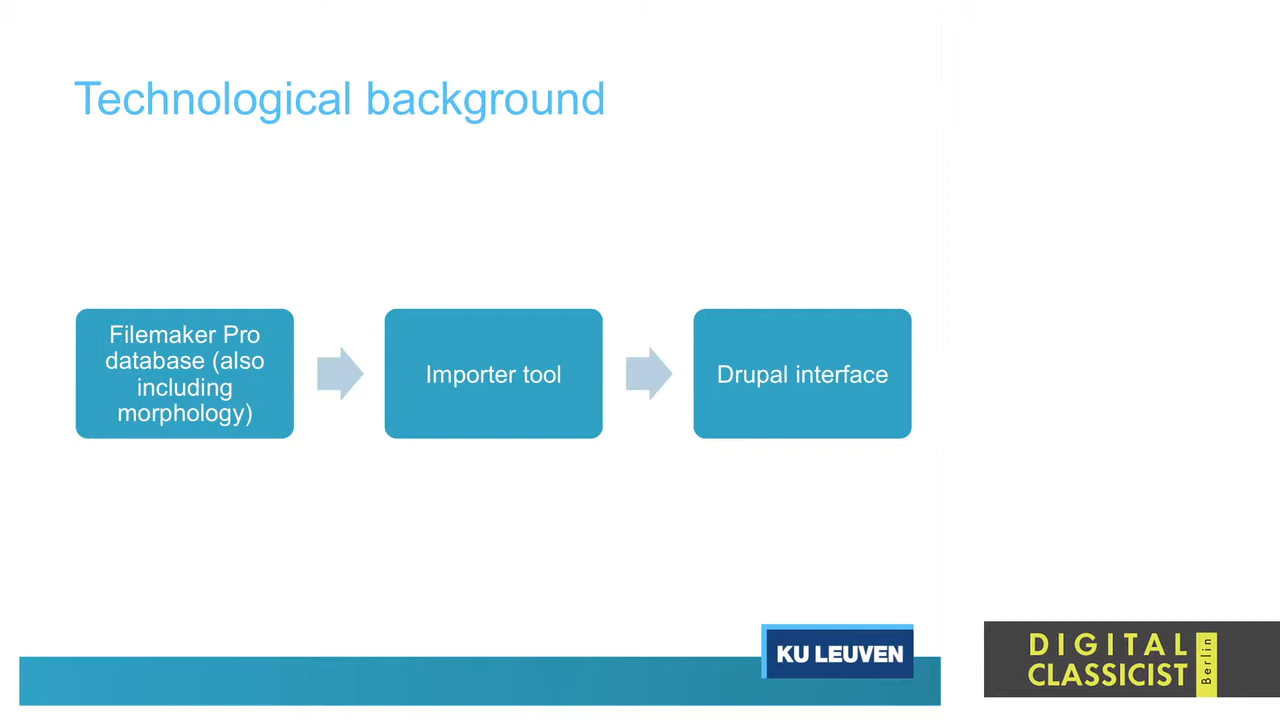 Technological background
Filemaker Pro
database (also
including
morphology)
Importer tool
Drupal interface
KU LEUVEN
DIGITAL
CLASSICIST
Berlin